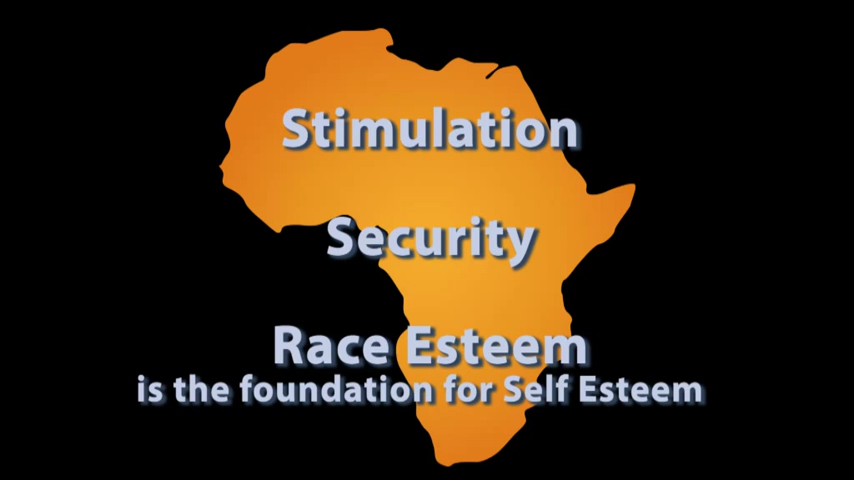 Stimulation
Security
Race Esteem
is the foundation for Self Esteem